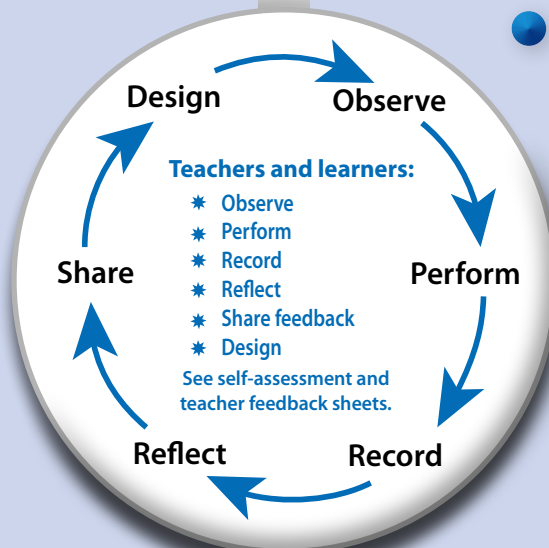 Design
Observe
Teachers and learners:
Observe
Perform
Record
Reflect
Share feedback
Design
See self-assessment and
teacher feedback sheets.
Share
Perform
Reflect
Record